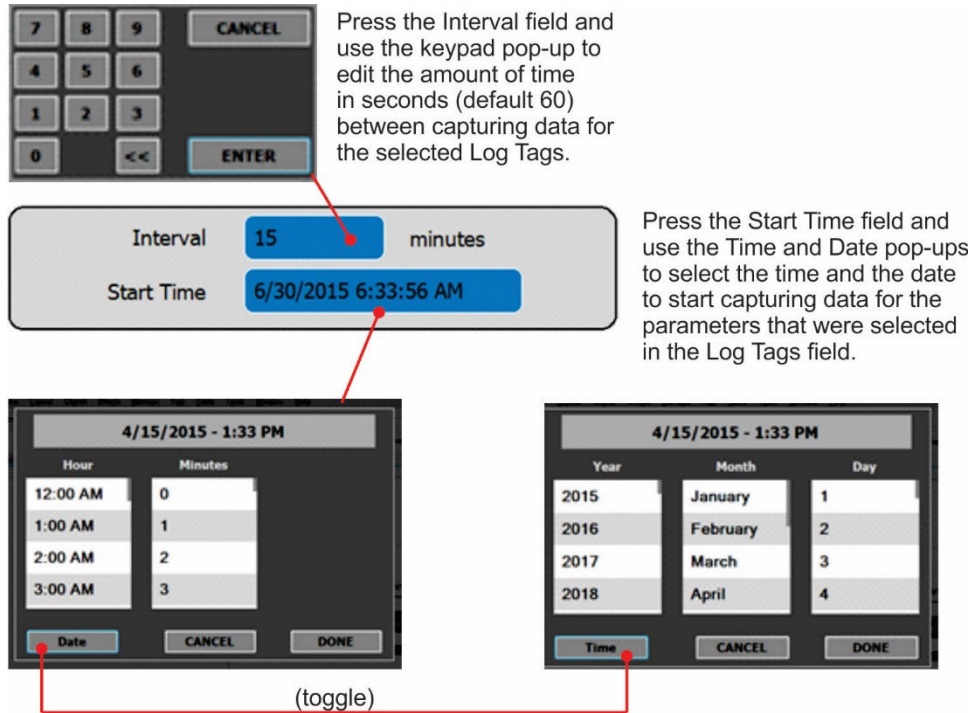 7 8 9 CANCEL
4 5 6
1 2 3
0 << ENTER
Press the Interval field and
use the keypad pop-up to
edit the amount of time
in seconds (default 60)
between capturing data for
the selected Log Tags.
Interval 15 minutes
Start Time 6/30/2015 6:33:56 AM
Press the Start Time field and
use the Time and Date pop-ups
to select the time and the date
to start capturing data for the
parameters that were selected
in the Log Tags field.
4/15/2015 - 1:33 PM
Hour Minutes
12:00 AM 0
1:00 AM 1
2:00 AM 2
3:00 AM 3
Date CANCEL DONE
4/15/2015 - 1:33 PM
Year Month Day
2015 January 1
2016 February 2
2017 March 3
2018 April 4
Time CANCEL DONE
(toggle)